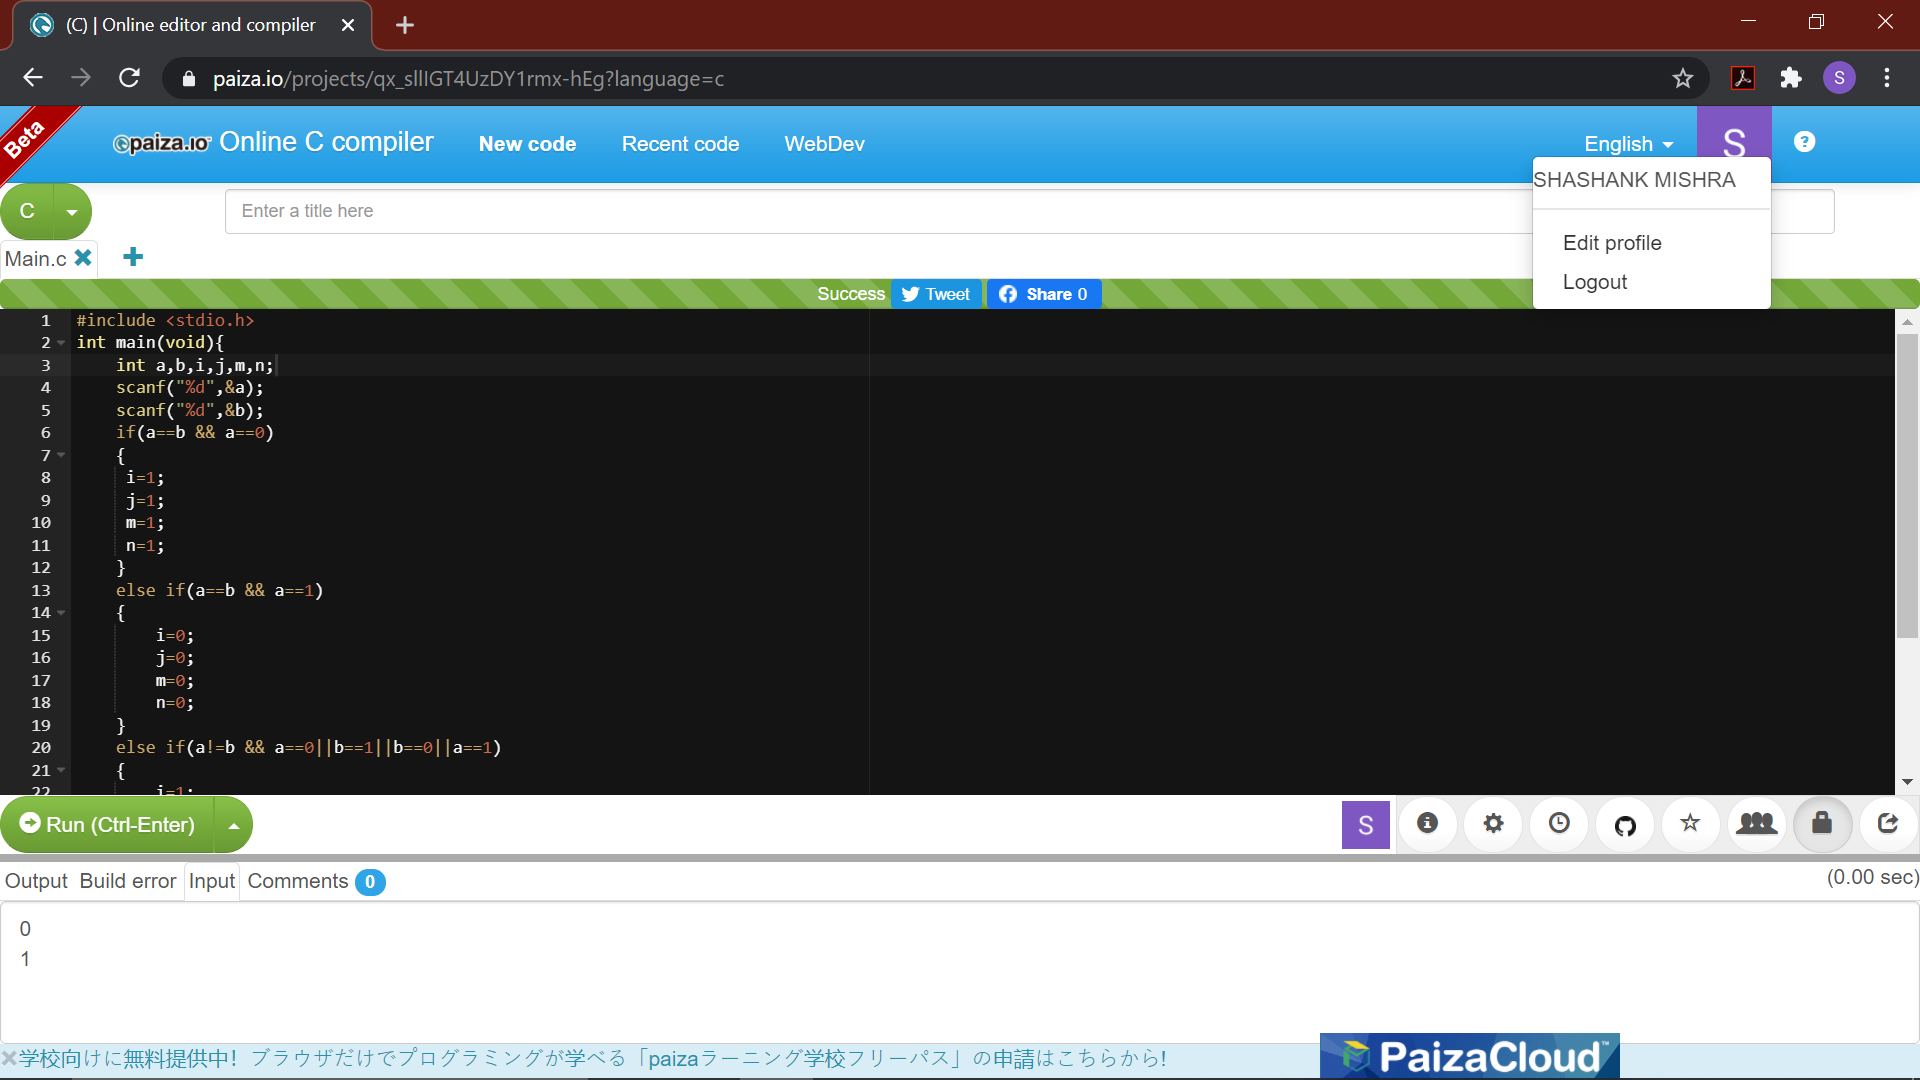 (C) | Online editor and compiler
paiza.io/projects/qx_sllIGT4UzDY1rmx-hEg?language=c
S
Beta
paiza.io Online C compiler New code Recent code WebDev English S ?
SHASHANK MISHRA
Edit profile
Logout
C Enter a title here
Main.c
Success Tweet Share 0
1 #include <stdio.h>
2 int main(void){
3 int a,b,i,j,m,n;
4 scanf("%d",&a);
5 scanf("%d",&b);
6 if(a==b && a==0)
7 {
8 i=1;
9 j=1;
10 m=1;
11 n=1;
12 }
13 else if(a==b && a==1)
14 {
15 i=0;
16 j=0;
17 m=0;
18 n=0;
19 }
20 else if(a!=b && a==0||b==1||b==0||a==1)
21 {
22 i=1;
Run (Ctrl-Enter) S
Output Build error Input Comments 0 (0.00 sec)
0
1
学校向けに無料提供中！ブラウザだけでプログラミングが学べる「paizaラーニング学校フリーパス」の申請はこちらから!
PaizaCloud™